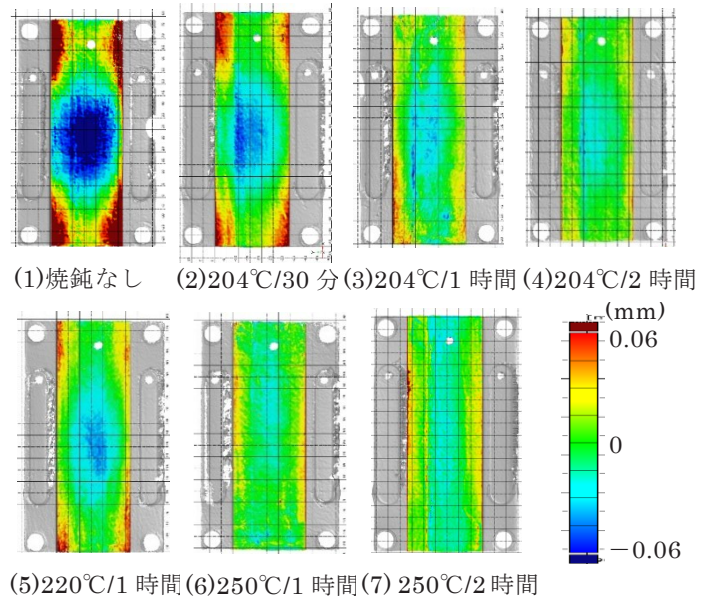 (1)焼鈍なし
(2)204℃/30 分
(3)204℃/1 時間
(4)204℃/2 時間
(mm)
0.06
0
−0.06
(5)220℃/1 時間
(6)250℃/1 時間
(7) 250℃/2 時間